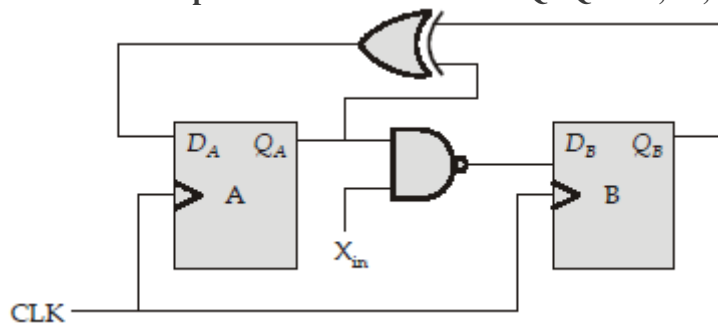 D_A Q_A
A
D_B Q_B
B
X_in
CLK